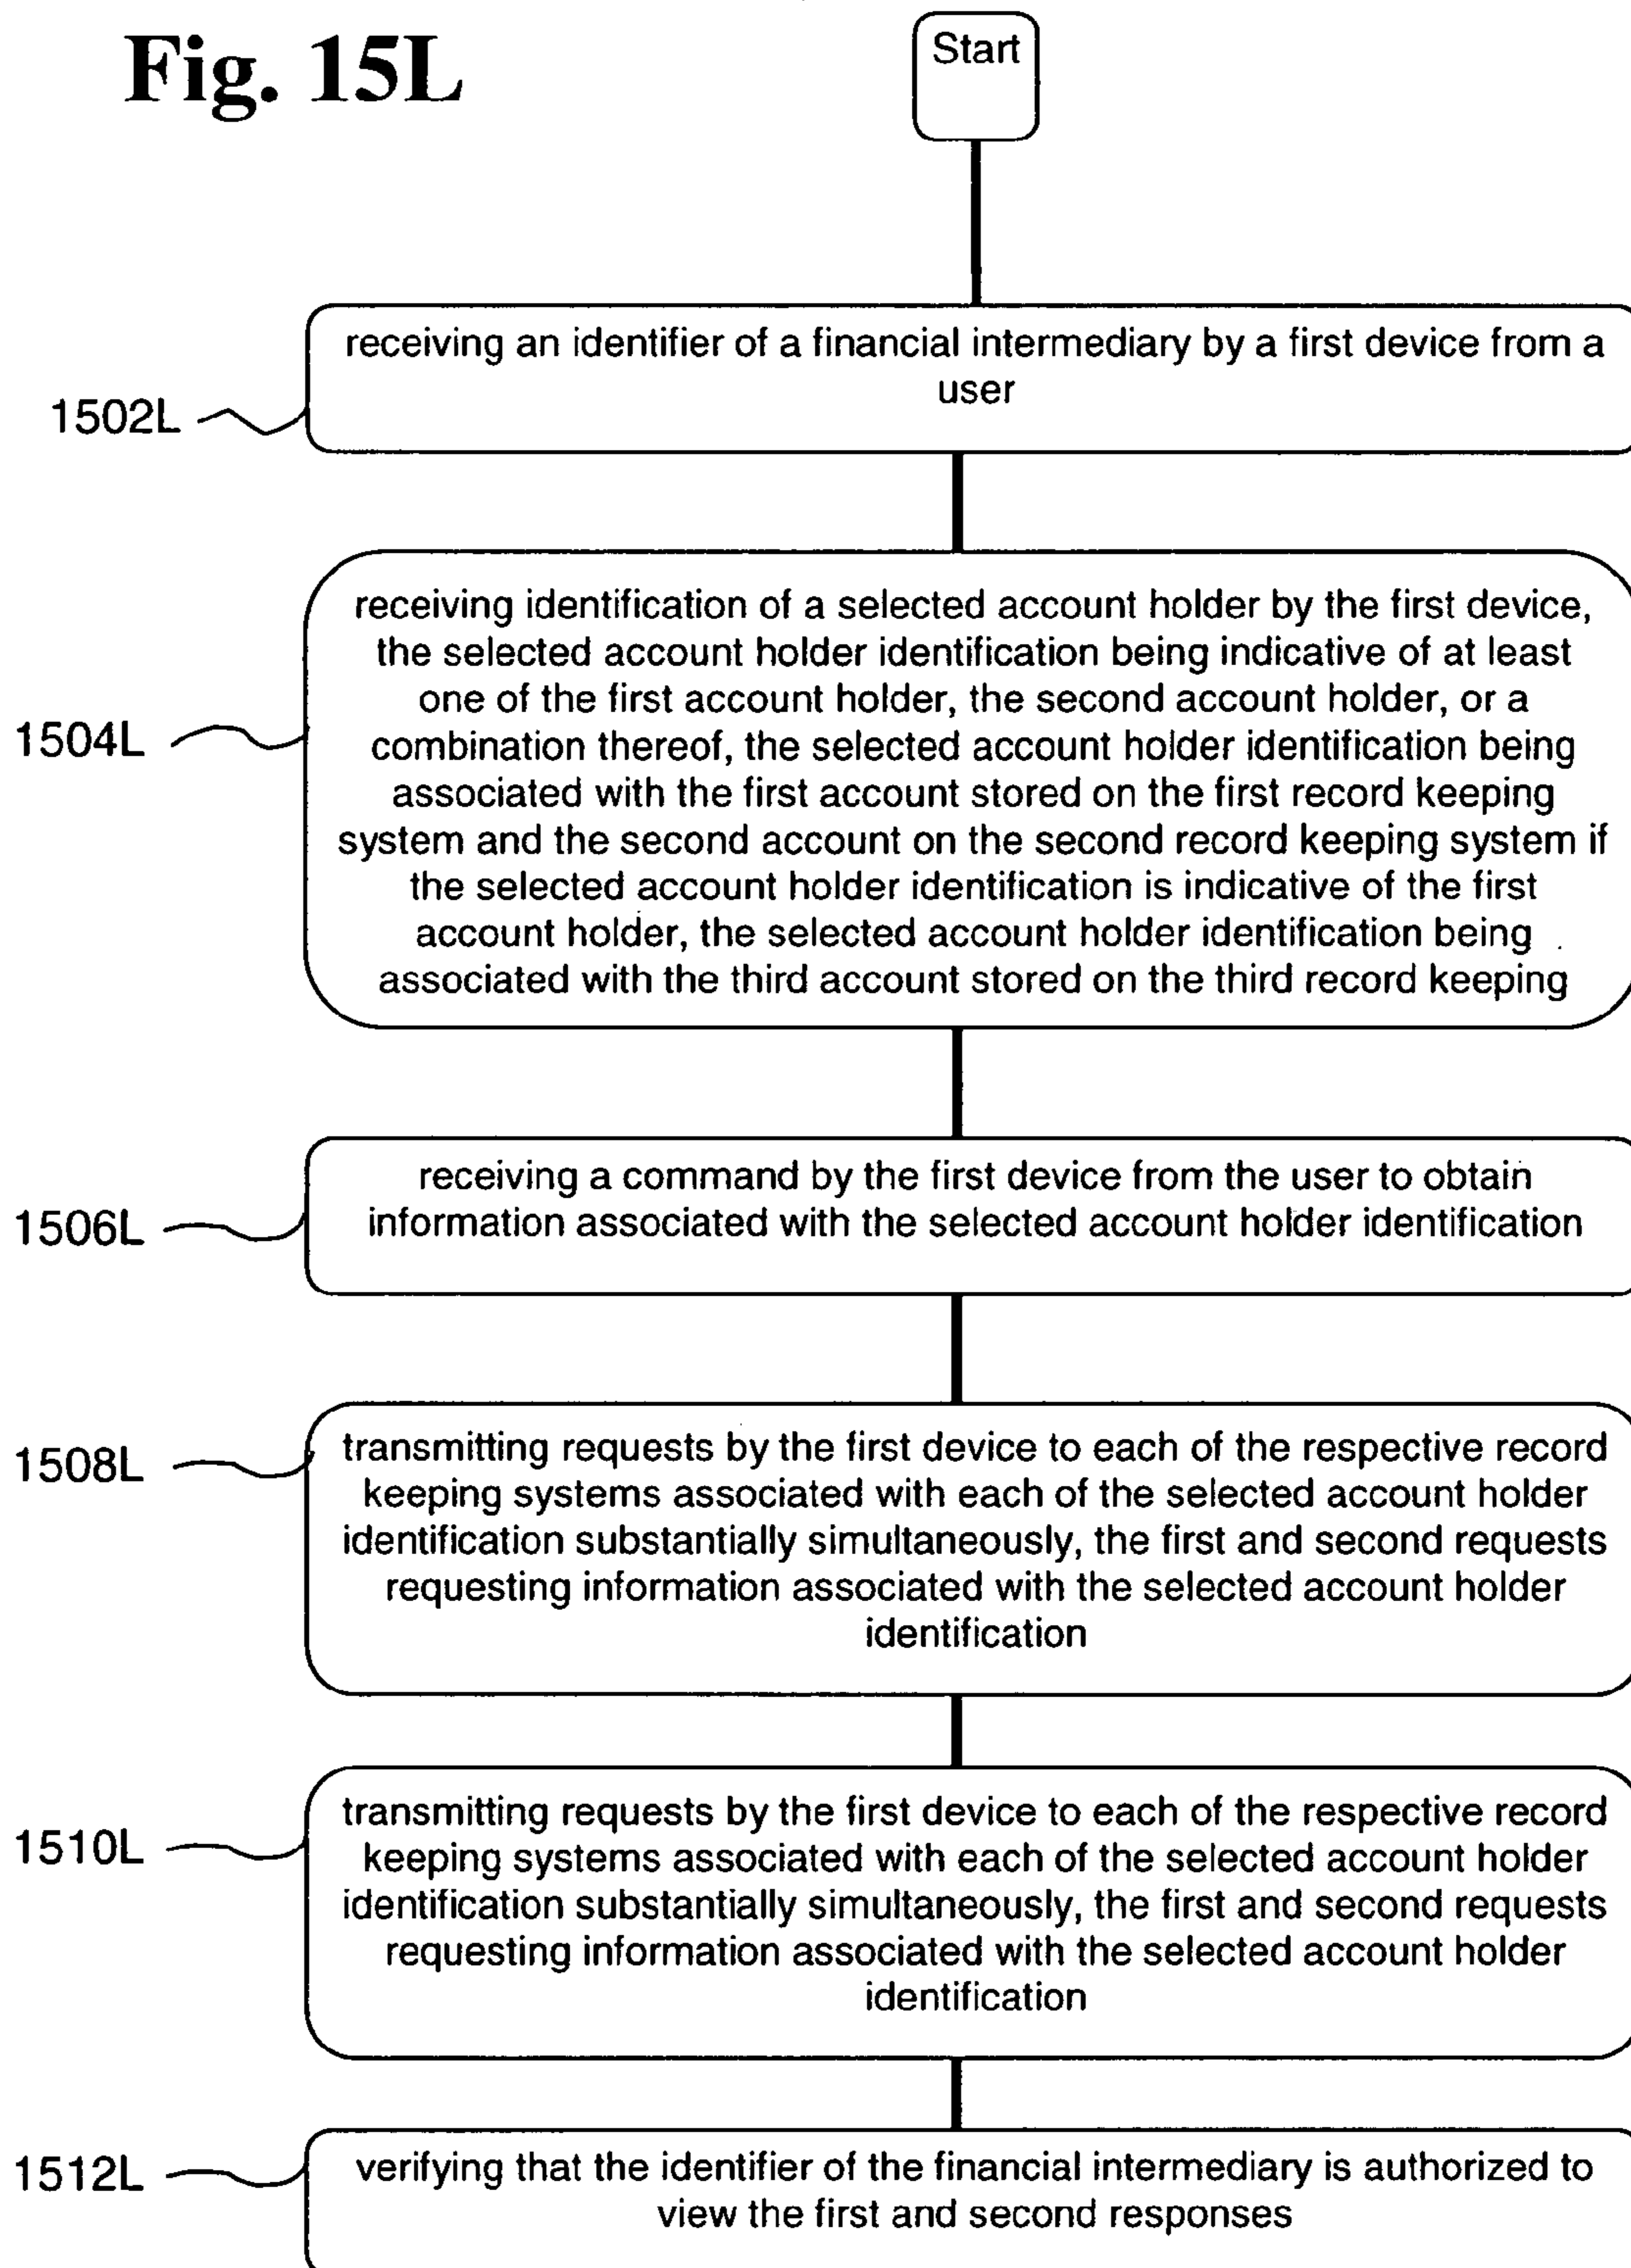 Fig. 15L
Start
receiving an identifier of a financial intermediary by a first device from a
user
1502L
receiving identification of a selected account holder by the first device,
the selected account holder identification being indicative of at least
one of the first account holder, the second account holder, or a
combination thereof, the selected account holder identification being
associated with the first account stored on the first record keeping
system and the second account on the second record keeping system if
the selected account holder identification is indicative of the first
account holder, the selected account holder identification being
associated with the third account stored on the third record keeping
1504L
receiving a command by the first device from the user to obtain
information associated with the selected account holder identification
1506L
transmitting requests by the first device to each of the respective record
keeping systems associated with each of the selected account holder
identification substantially simultaneously, the first and second requests
requesting information associated with the selected account holder
identification
1508L
transmitting requests by the first device to each of the respective record
keeping systems associated with each of the selected account holder
identification substantially simultaneously, the first and second requests
requesting information associated with the selected account holder
identification
1510L
verifying that the identifier of the financial intermediary is authorized to
view the first and second responses
1512L